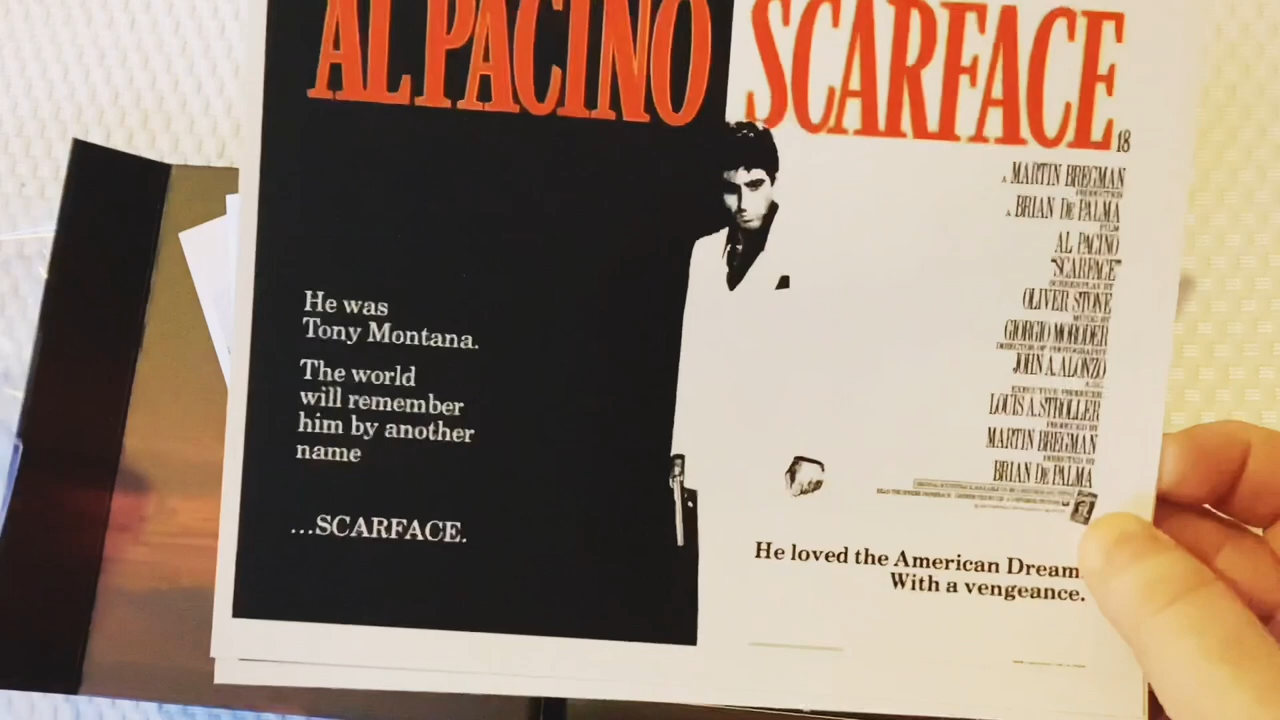 AL PACINO
SCARFACE
18
He was
Tony Montana.
The world
will remember
him by another
name
...SCARFACE.
A MARTIN BREGMAN
PRODUCTION
A BRIAN DE PALMA
FILM
AL PACINO
"SCARFACE"
SCREENPLAY BY
OLIVER STONE
MUSIC BY
GIORGIO MORODER
DIRECTOR OF PHOTOGRAPHY
JOHN A. ALONZO
A.S.C.
EXECUTIVE PRODUCER
LOUIS A. STROLLER
PRODUCED BY
MARTIN BREGMAN
DIRECTED BY
BRIAN DE PALMA
He loved the American Dream.
With a vengeance.